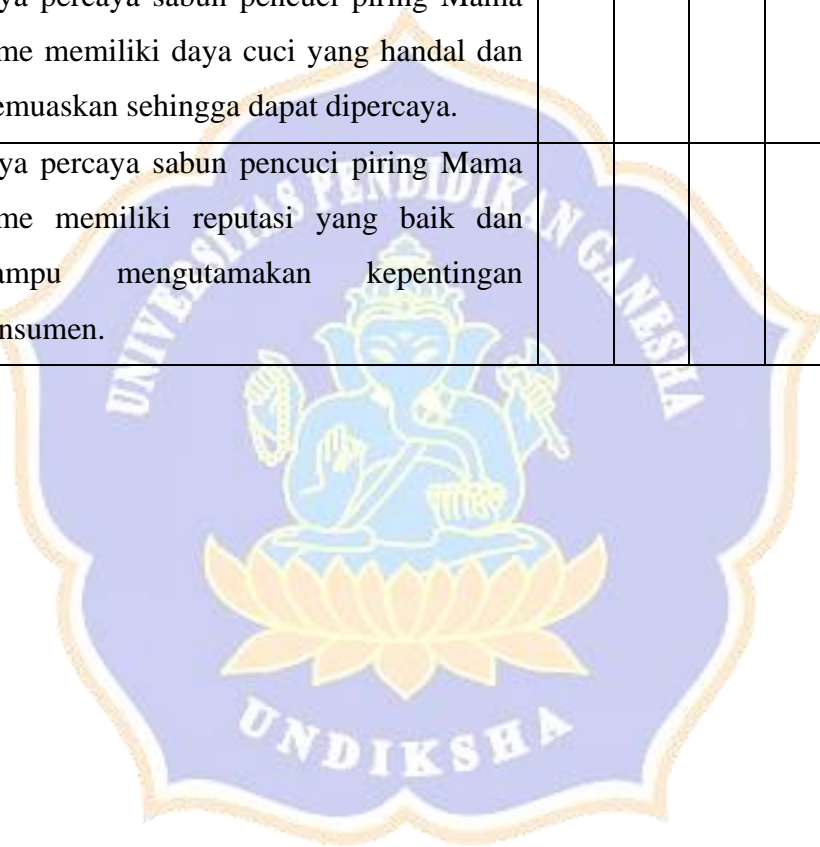 ya percaya sabun pencuci piring Mama
me memiliki daya cuci yang handal dan
emuaskan sehingga dapat dipercaya.
ya percaya sabun pencuci piring Mama
me memiliki reputasi yang baik dan
ampu mengutamakan kepentingan
nsumen.
UNIVERSITAS PENDIDIKAN GANESHA
UNDIKSHA